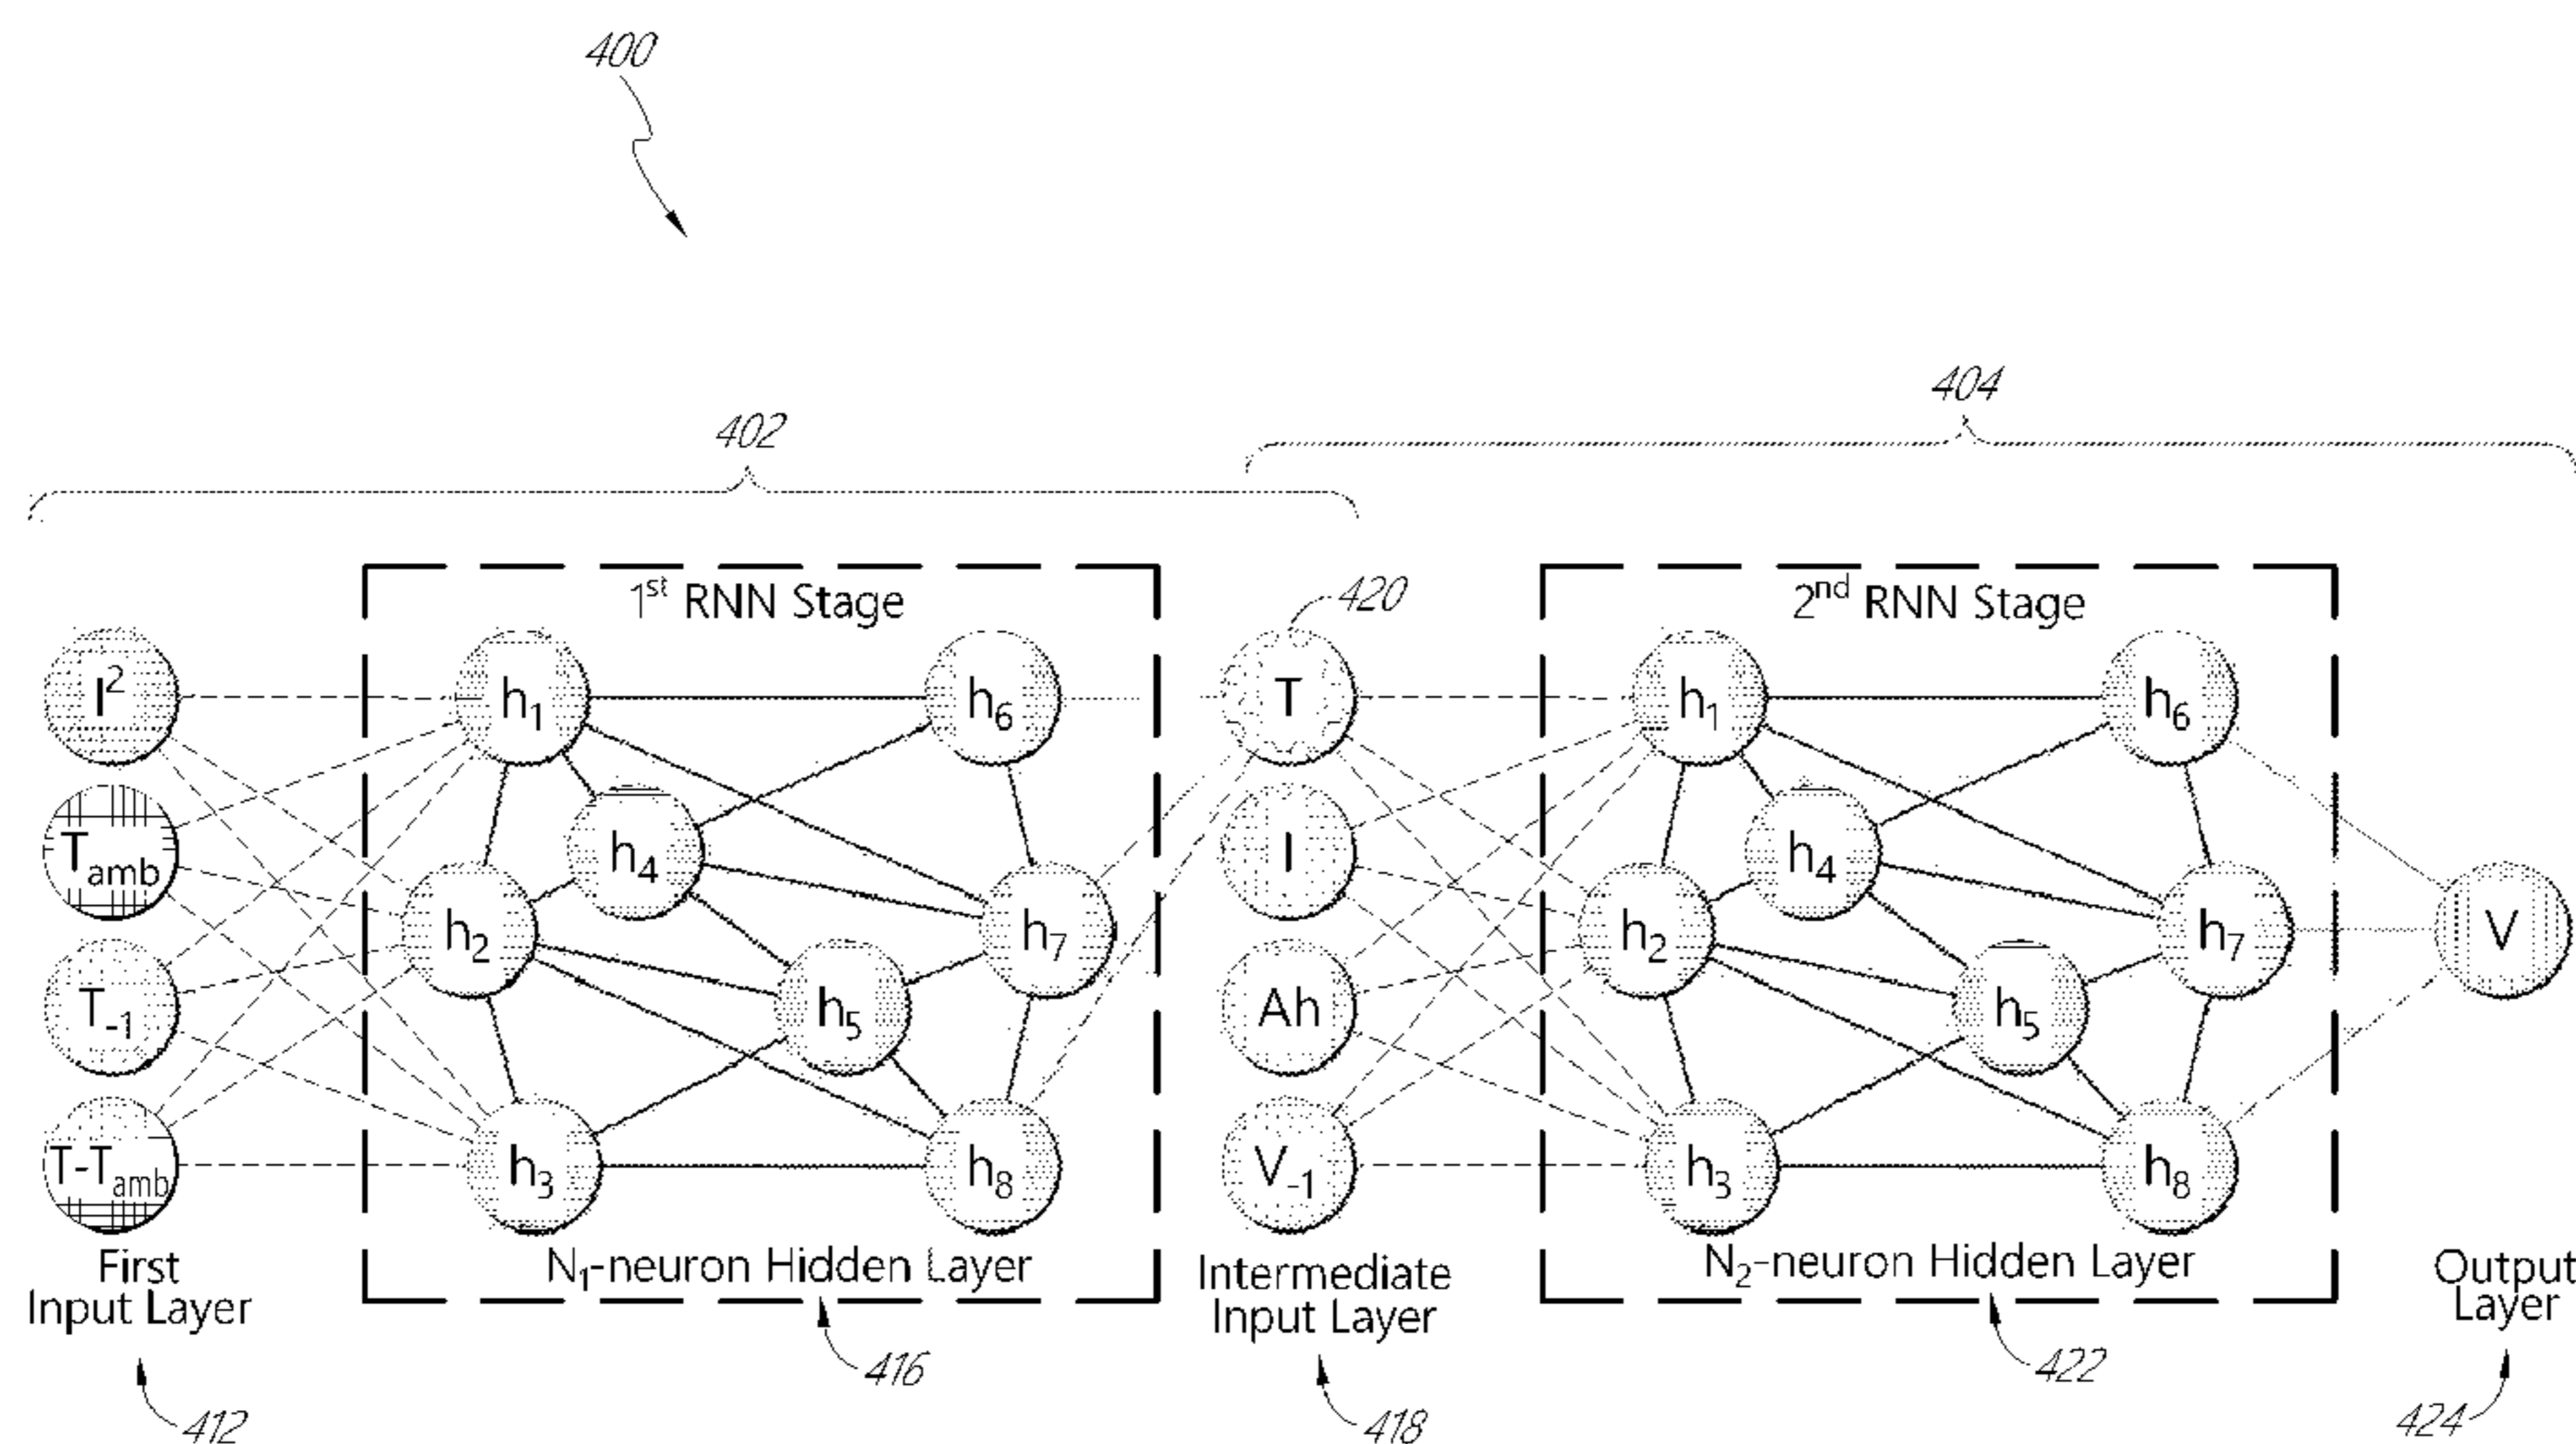 400
402
404
1st RNN Stage
420
2nd RNN Stage
I²
h₁
h₆
T
h₁
h₆
Tamb
h₄
I
h₄
h₂
h₇
h₂
h₇
V
T₋₁
h₅
Ah
h₅
T-Tamb
h₃
h₈
V₋₁
h₃
h₈
First
Input Layer
N₁-neuron Hidden Layer
Intermediate
Input Layer
N₂-neuron Hidden Layer
Output
Layer
412
416
418
422
424